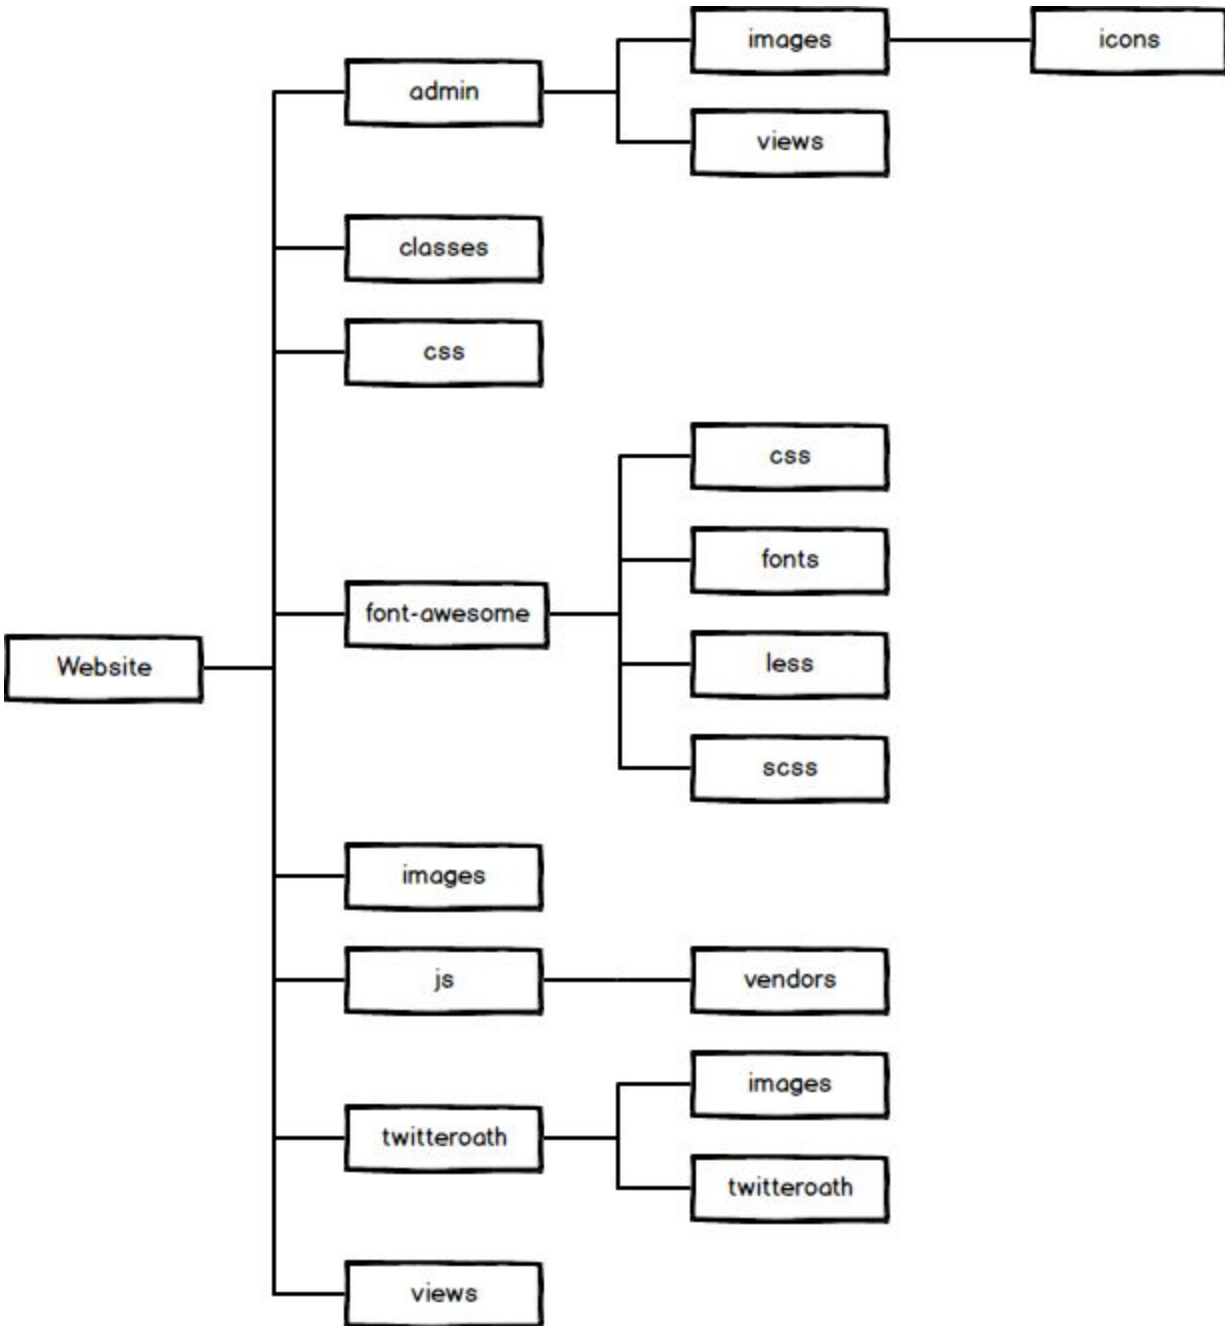 images
icons
admin
views
classes
css
css
fonts
font-awesome
less
Website
scss
images
js
vendors
images
twitteroath
twitteroath
views